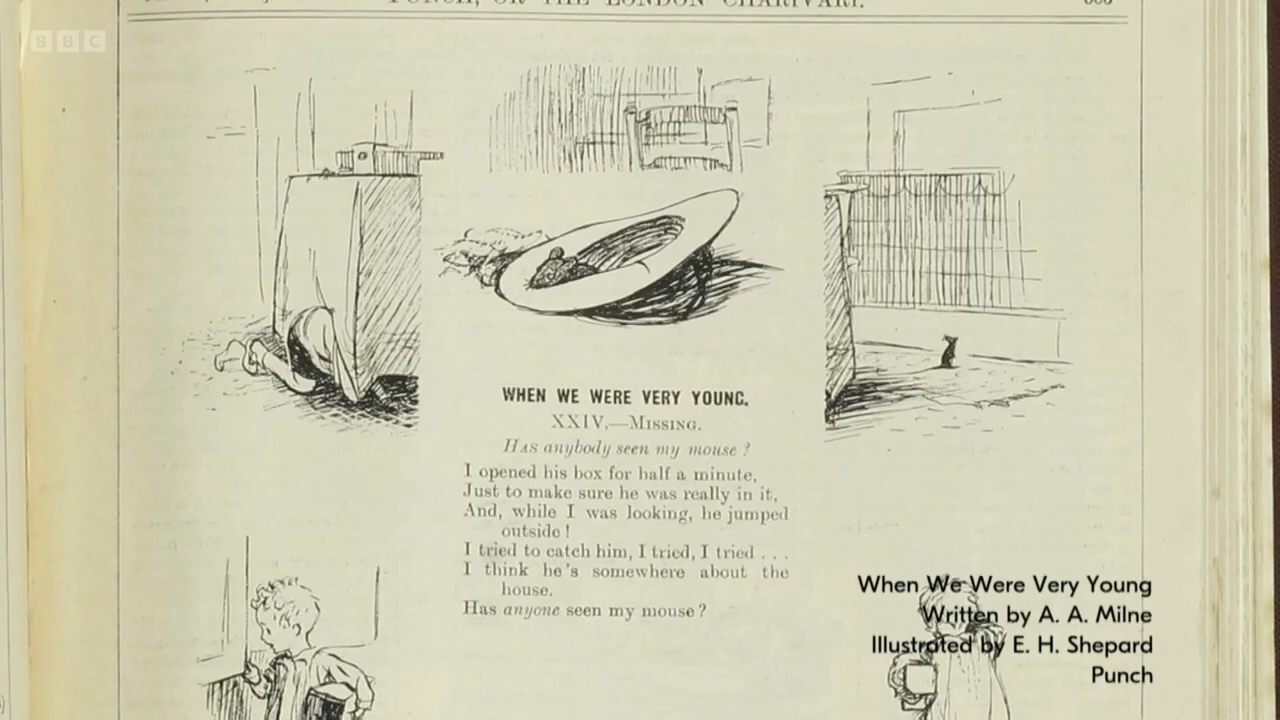 BBC
PUNCH, OR THE LONDON CHARIVARI.
WHEN WE WERE VERY YOUNG.
XXIV.—Missing.
Has anybody seen my mouse?
I opened his box for half a minute,
Just to make sure he was really in it,
And, while I was looking, he jumped
outside!
I tried to catch him, I tried, I tried . . .
I think he's somewhere about the
house.
Has anyone seen my mouse?
When We Were Very Young
Written by A. A. Milne
Illustrated by E. H. Shepard
Punch